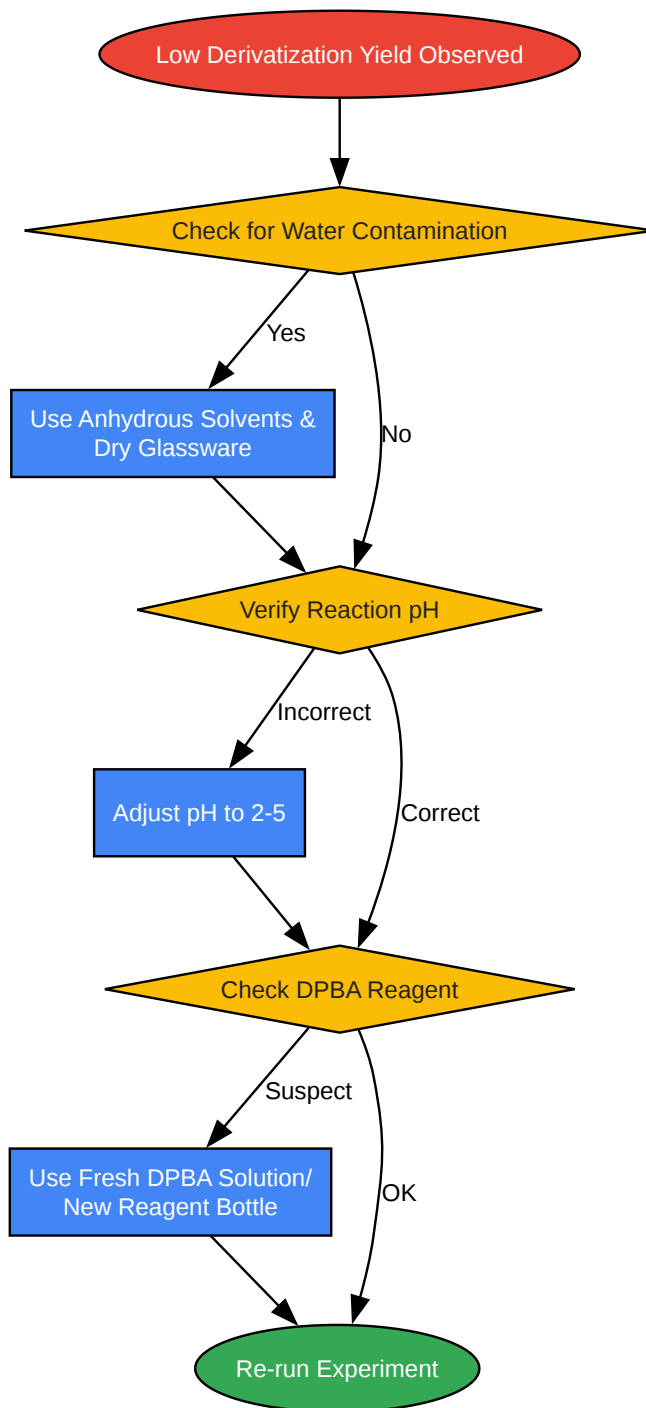 Low Derivatization Yield Observed
Check for Water Contamination
Yes
Use Anhydrous Solvents &
Dry Glassware
No
Verify Reaction pH
Incorrect
Adjust pH to 2-5
Correct
Check DPBA Reagent
Suspect
Use Fresh DPBA Solution/
New Reagent Bottle
OK
Re-run Experiment